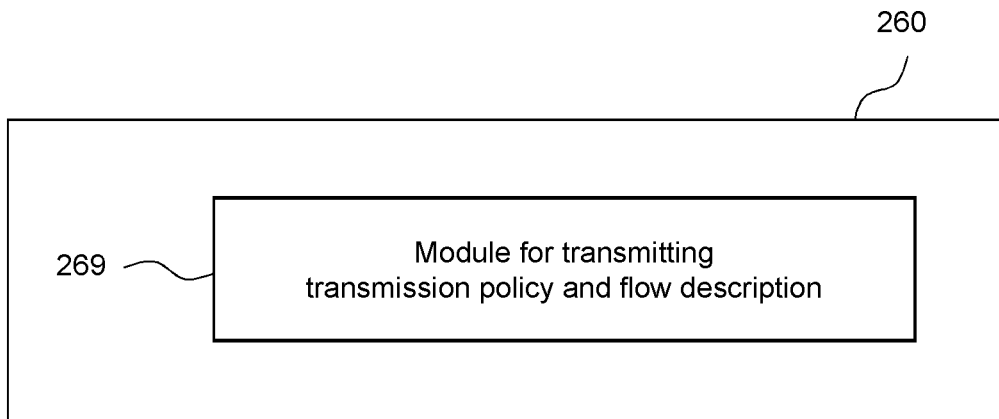 260
269
Module for transmitting
transmission policy and flow description